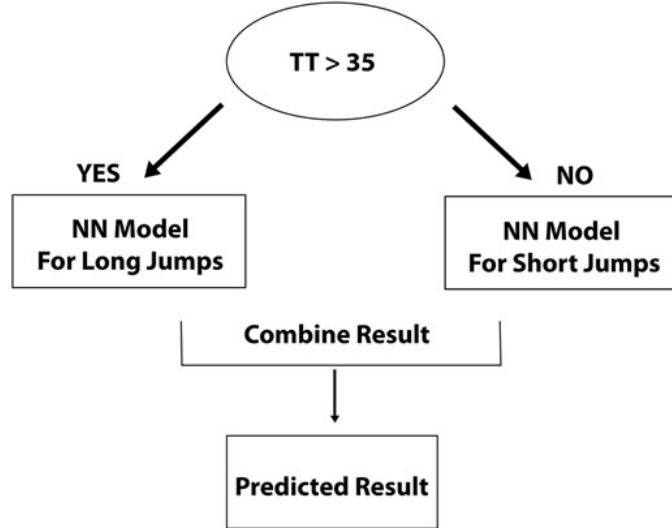 TT > 35
YES
NO
NN Model
For Long Jumps
NN Model
For Short Jumps
Combine Result
Predicted Result